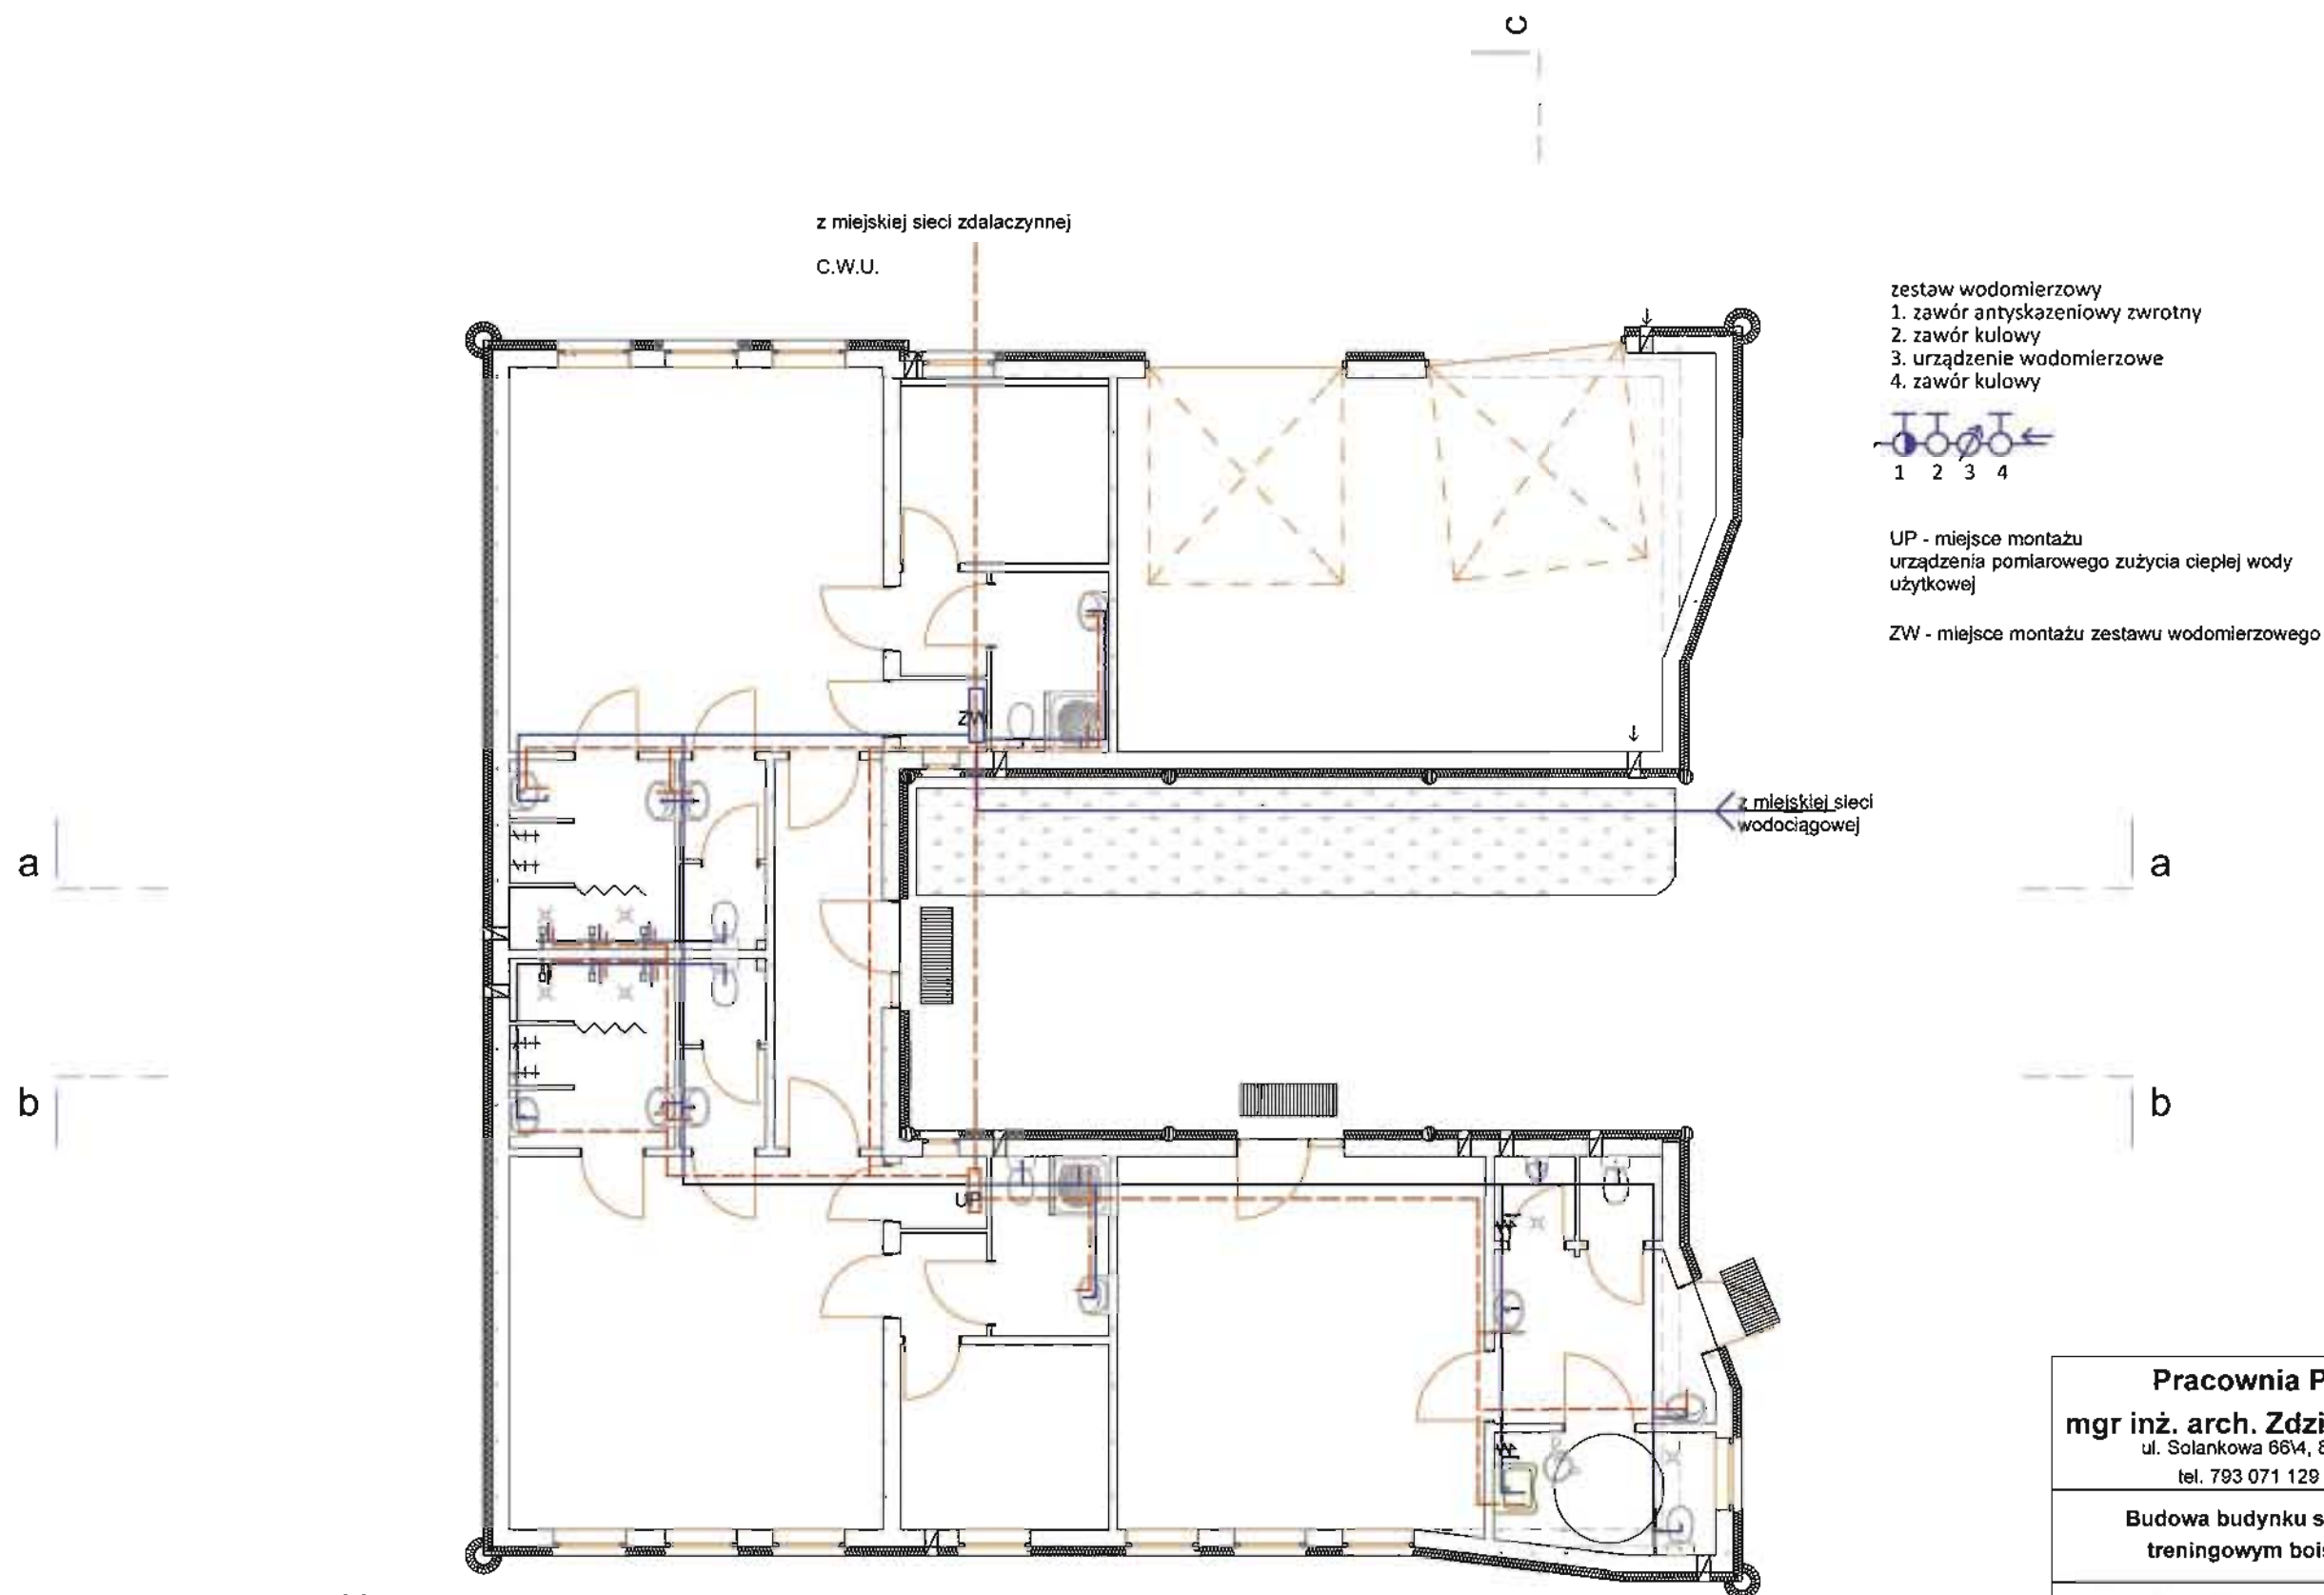 c
z miejskiej sieci zdalaczynnej
C.W.U.
zestaw wodomierzowy
1. zawór antyskazeniowy zwrotny
2. zawór kulowy
3. urządzenie wodomierzowe
4. zawór kulowy
1 2 3 4
UP - miejsce montażu
urządzenia pomiarowego zużycia ciepłej wody
użytkowej
ZW - miejsce montażu zestawu wodomierzowego
ZW
z miejskiej sieci
wodociągowej
a a
b b
UP
Pracownia P
mgr inż. arch. Zdzi
ul. Solankowa 66\4, 8
tel. 793 071 129
Budowa budynku s
treningowym bois